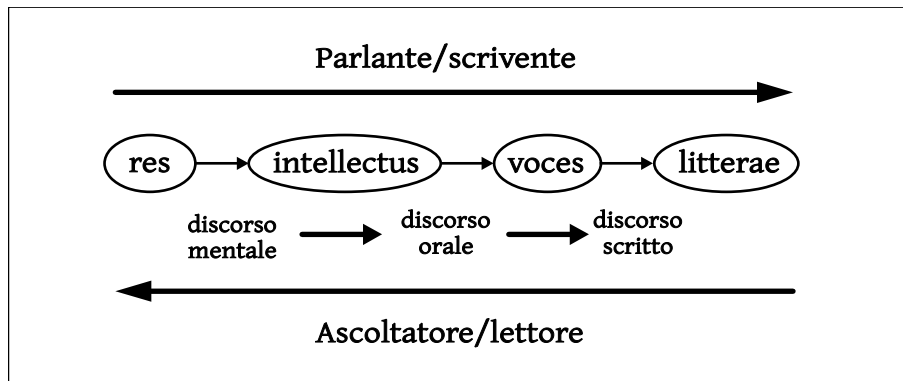 Parlante/scrivente
res intellectus voces litterae
discorso mentale discorso orale discorso scritto
Ascoltatore/lettore